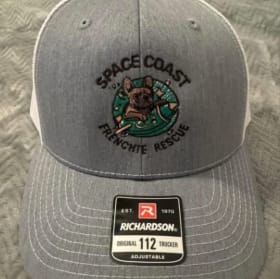 SPACE COAST
FRENCHIE RESCUE
EST. R 1970
RICHARDSON®
ORIGINAL 112 TRUCKER
ADJUSTABLE